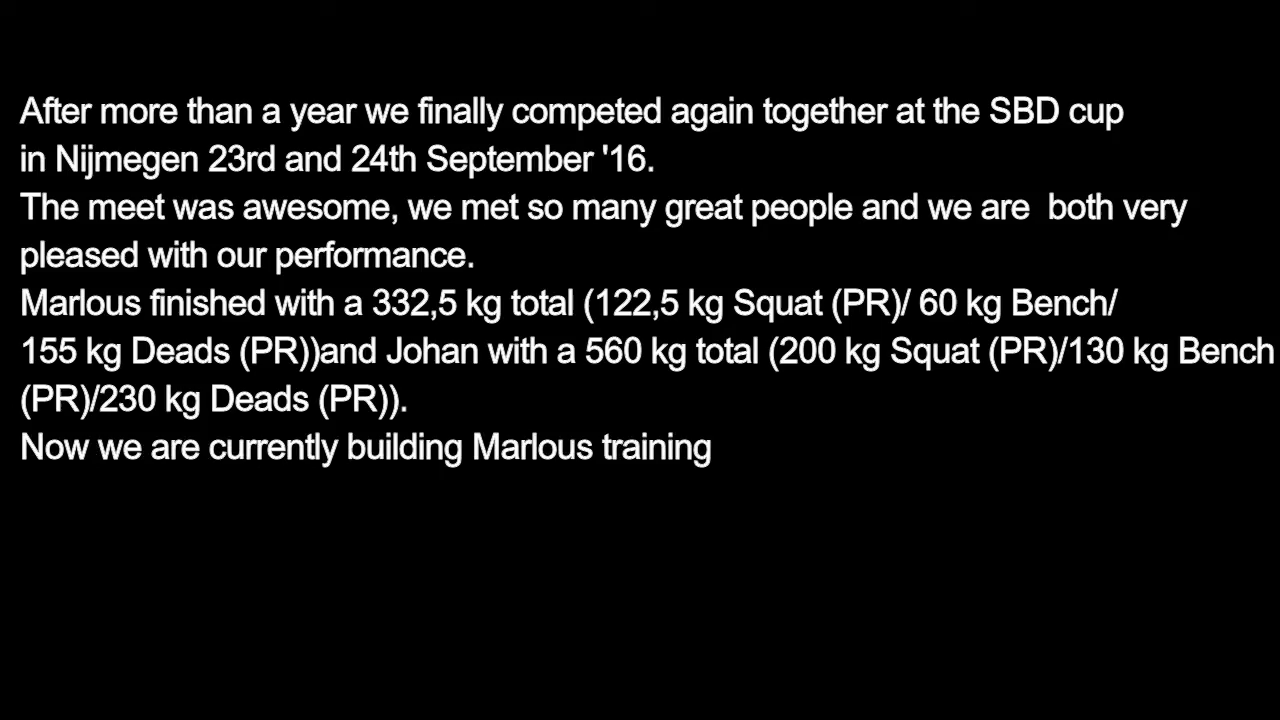 After more than a year we finally competed again together at the SBD cup
in Nijmegen 23rd and 24th September '16.
The meet was awesome, we met so many great people and we are  both very
pleased with our performance.
Marlous finished with a 332,5 kg total (122,5 kg Squat (PR)/ 60 kg Bench/
155 kg Deads (PR))and Johan with a 560 kg total (200 kg Squat (PR)/130 kg Bench
(PR)/230 kg Deads (PR)).
Now we are currently building Marlous training